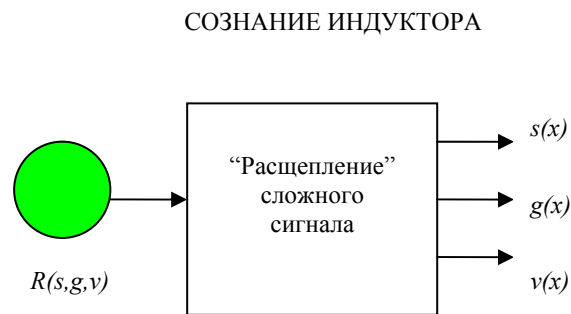 СОЗНАНИЕ ИНДУКТОРА
“Расщепление”
сложного
сигнала
s(x)
g(x)
v(x)
R(s,g,v)